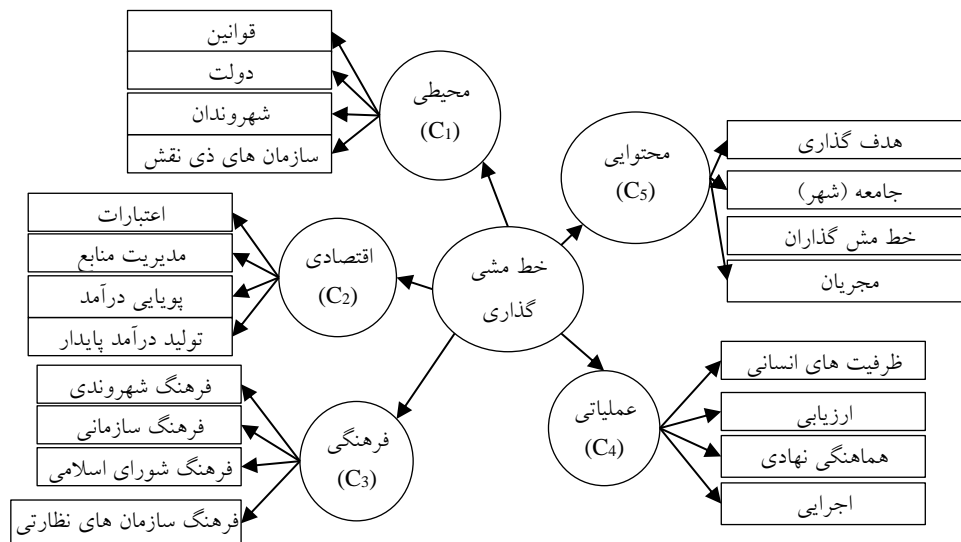 قوانین
دولت
شهروندان
سازمان های ذی نقش
محیطی
(C1)
محتوایی
(C5)
هدف گذاری
جامعه (شهر)
خط مش گذاران
مجریان
اعتبارات
مدیریت منابع
پویایی درآمد
تولید درآمد پایدار
اقتصادی
(C2)
خط مشی
گذاری
فرهنگ شهروندی
فرهنگ سازمانی
فرهنگ شورای اسلامی
فرهنگ سازمان های نظارتی
فرهنگی
(C3)
عملیاتی
(C4)
ظرفیت های انسانی
ارزیابی
هماهنگی نهادی
اجرایی